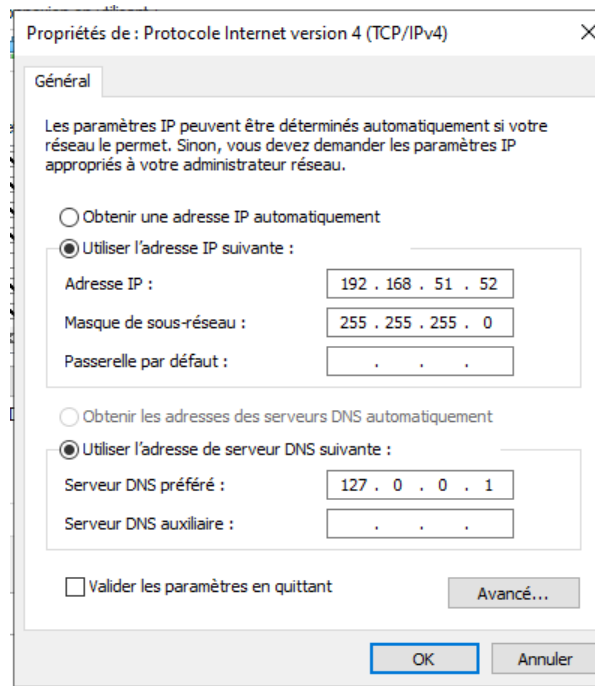 Propriétés de : Protocole Internet version 4 (TCP/IPv4)
Général
Les paramètres IP peuvent être déterminés automatiquement si votre
réseau le permet. Sinon, vous devez demander les paramètres IP
appropriés à votre administrateur réseau.
Obtenir une adresse IP automatiquement
Utiliser l'adresse IP suivante :
Adresse IP : 192 . 168 . 51 . 52
Masque de sous-réseau : 255 . 255 . 255 . 0
Passerelle par défaut : . . .
Obtenir les adresses des serveurs DNS automatiquement
Utiliser l'adresse de serveur DNS suivante :
Serveur DNS préféré : 127 . 0 . 0 . 1
Serveur DNS auxiliaire : . . .
Valider les paramètres en quittant
Avancé...
OK Annuler